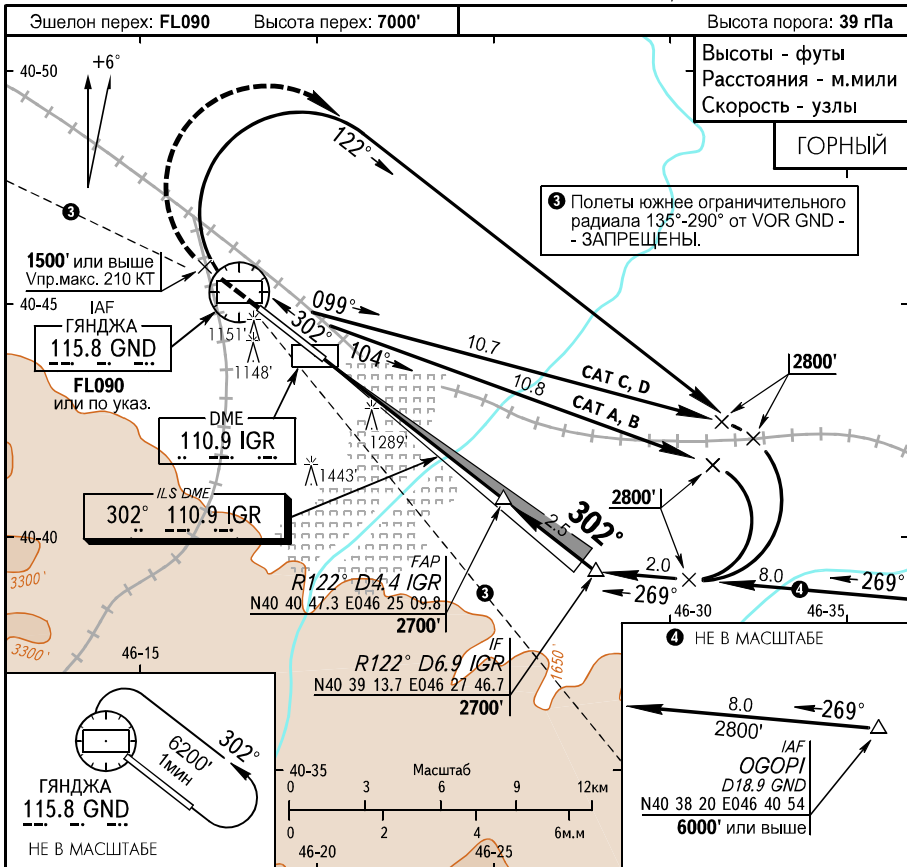 Эшелон перех: FL090
Высота перех: 7000'
Высота порога: 39 гПа
Высоты - футы
Расстояния - м.мили
Скорость - узлы
ГОРНЫЙ
40-50
+6°
122°
❸
❸ Полеты южнее ограничительного
радиала 135°-290° от VOR GND -
- ЗАПРЕЩЕНЫ.
1500' или выше
Vпр.макс. 210 КТ
40-45
IAF
ГЯНДЖА
115.8 GND
FL090
или по указ.
1151'
1148'
302°
099°
104°
10.7
10.8
CAT C, D
CAT A, B
2800'
DME
110.9 IGR
1289'
1443'
ILS DME
302° 110.9 IGR
2800'
302°
2.5
40-40
2.0
269°
8.0
❹
269°
46-30
46-35
3300'
3300'
FAP
R122° D4.4 IGR
N40 40 47.3 E046 25 09.8
2700'
❸
IF
R122° D6.9 IGR
N40 39 13.7 E046 27 46.7
2700'
1650'
46-15
❹ НЕ В МАСШТАБЕ
8.0
269°
2800'
IAF
OGOPI
D18.9 GND
N40 38 20 E046 40 54
6000' или выше
6200'
1мин
302°
ГЯНДЖА
115.8 GND
НЕ В МАСШТАБЕ
40-35
Масштаб
0 3 6 9 12км
0 2 4 6м.м
46-20
46-25